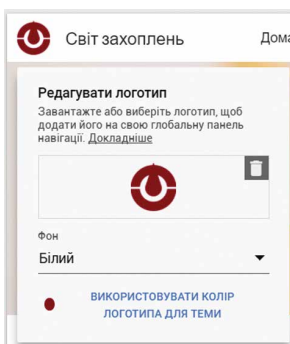 Світ захоплень
Дома
Редагувати логотип
Завантажте або виберіть логотип, щоб
додати його на свою глобальну панель
навігації. Докладніше
Фон
Білий
ВИКОРИСТОВУВАТИ КОЛІР
ЛОГОТИПА ДЛЯ ТЕМИ